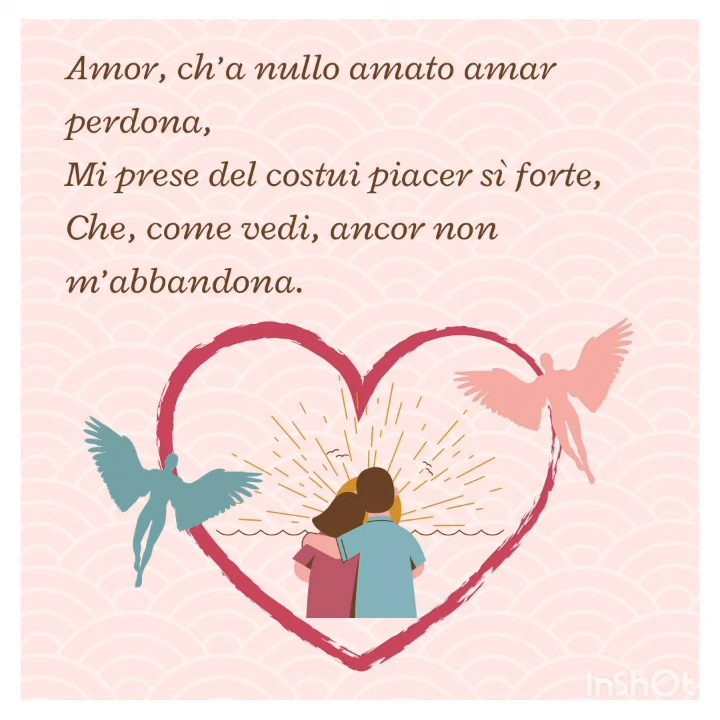 Amor, ch'a nullo amato amar
perdona,
Mi prese del costui piacer sì forte,
Che, come vedi, ancor non
m'abbandona.
InShOt